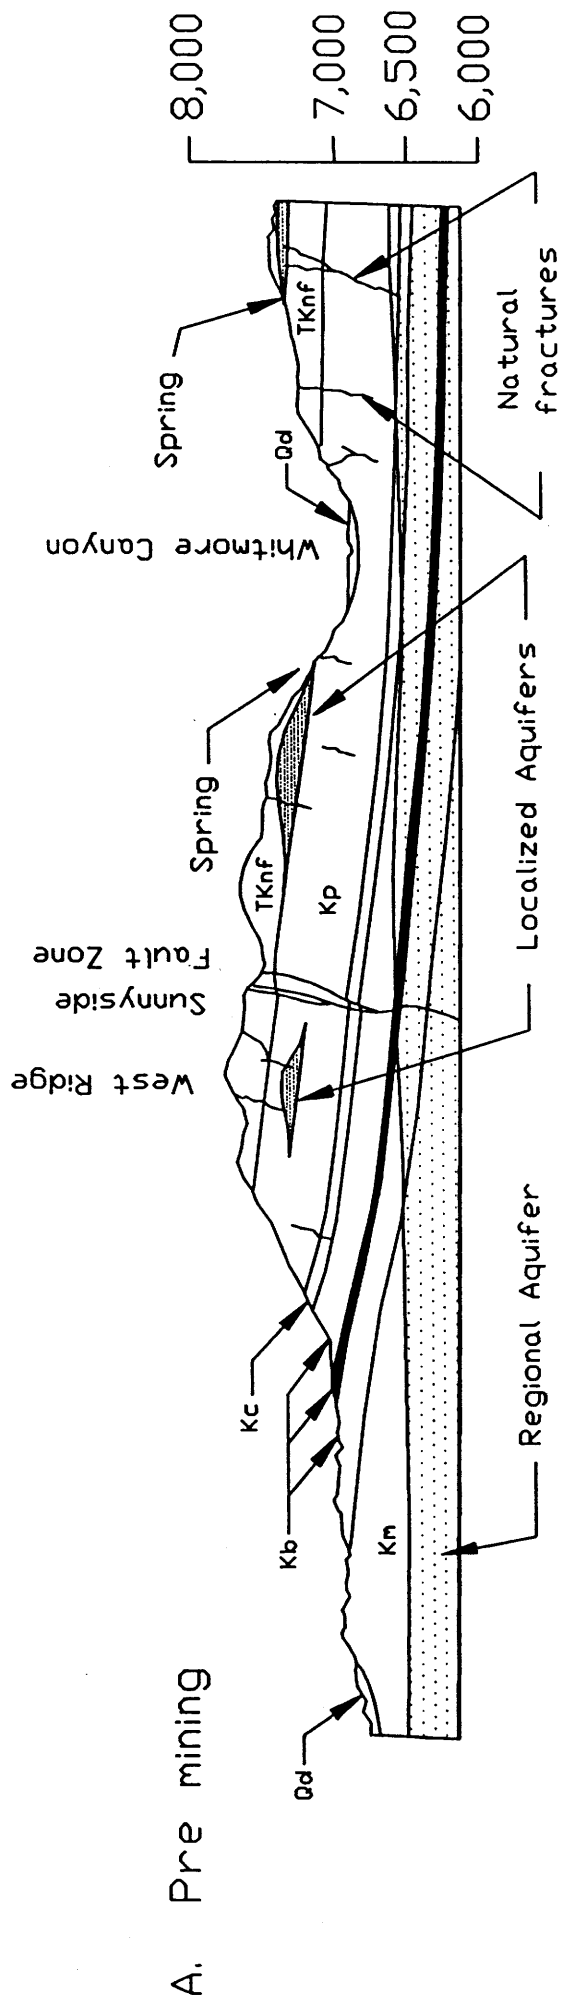 A. Pre mining
8,000
7,000
6,500
6,000
West Ridge
Sunnyside
Fault Zone
Whitmore Canyon
Spring
Spring
Qd
Kc
Kb
Qd
TKnf
TKnf
Kp
Km
Regional Aquifer
Localized Aquifers
Natural
fractures